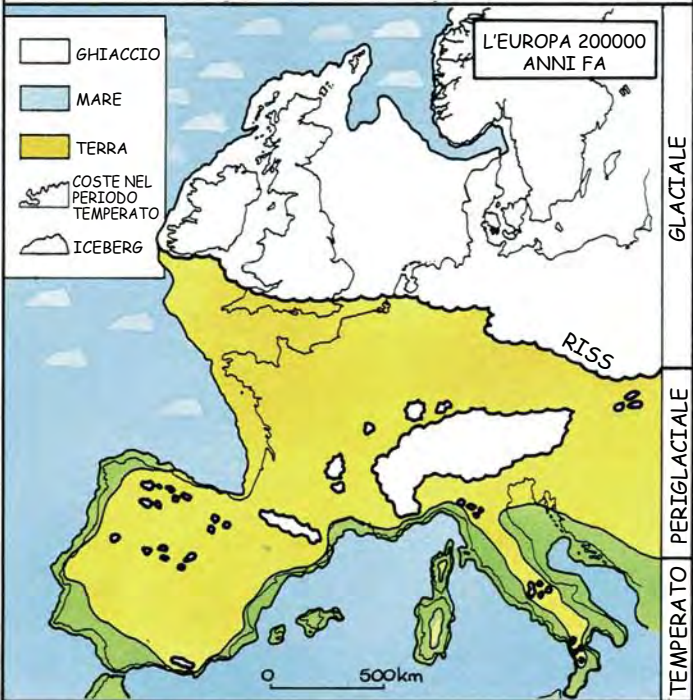 L'EUROPA 200000
ANNI FA
GHIACCIO
MARE
TERRA
COSTE NEL
PERIODO
TEMPERATO
ICEBERG
RISS
GLACIALE
PERIGLACIALE
TEMPERATO
0 500km